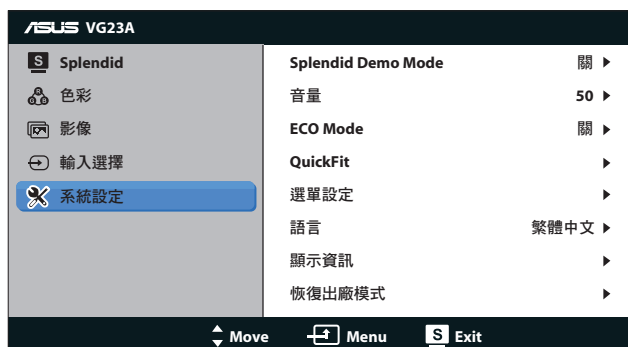 ASUS VG23A
S Splendid
色彩
影像
輸入選擇
系統設定
Splendid Demo Mode 關
音量 50
ECO Mode 關
QuickFit
選單設定
語言 繁體中文
顯示資訊
恢復出廠模式
Move Menu S Exit